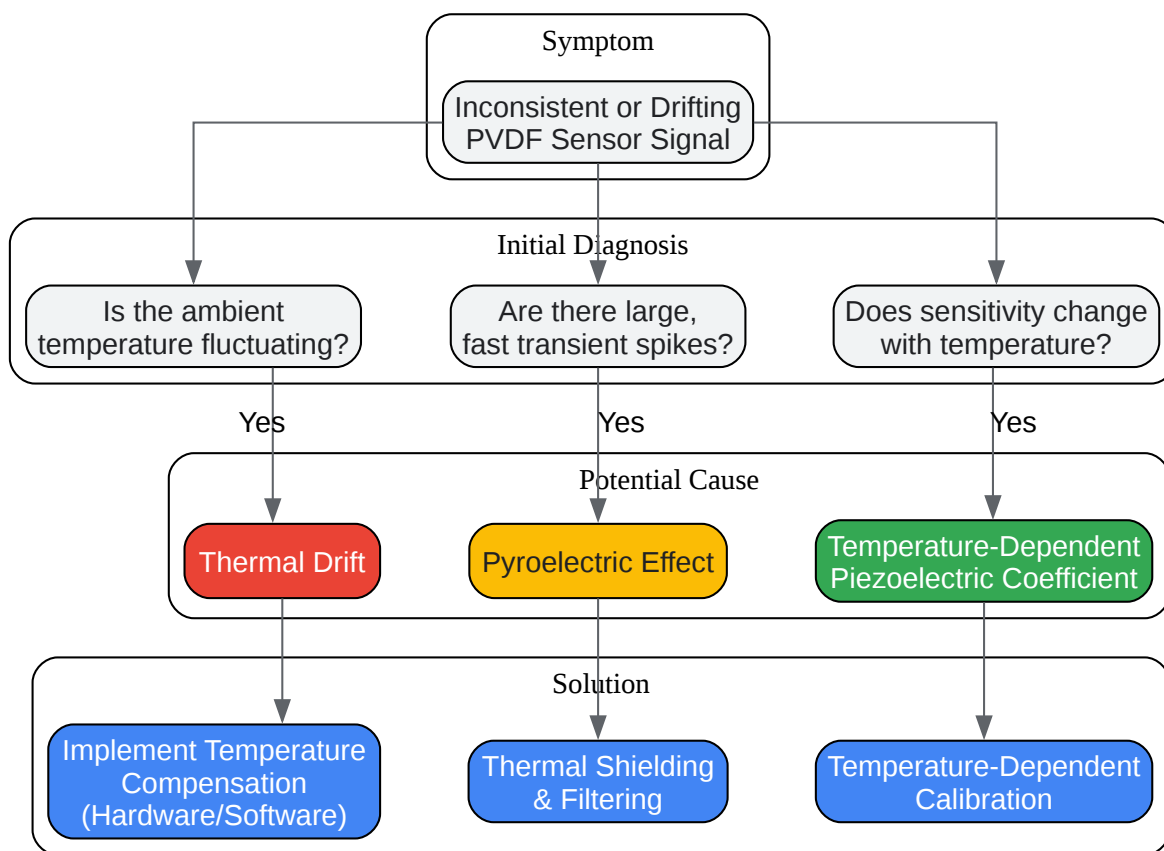 Symptom
Inconsistent or Drifting
PVDF Sensor Signal
Initial Diagnosis
Is the ambient
temperature fluctuating?
Are there large,
fast transient spikes?
Does sensitivity change
with temperature?
Yes
Yes
Yes
Potential Cause
Thermal Drift
Pyroelectric Effect
Temperature-Dependent
Piezoelectric Coefficient
Solution
Implement Temperature
Compensation
(Hardware/Software)
Thermal Shielding
& Filtering
Temperature-Dependent
Calibration